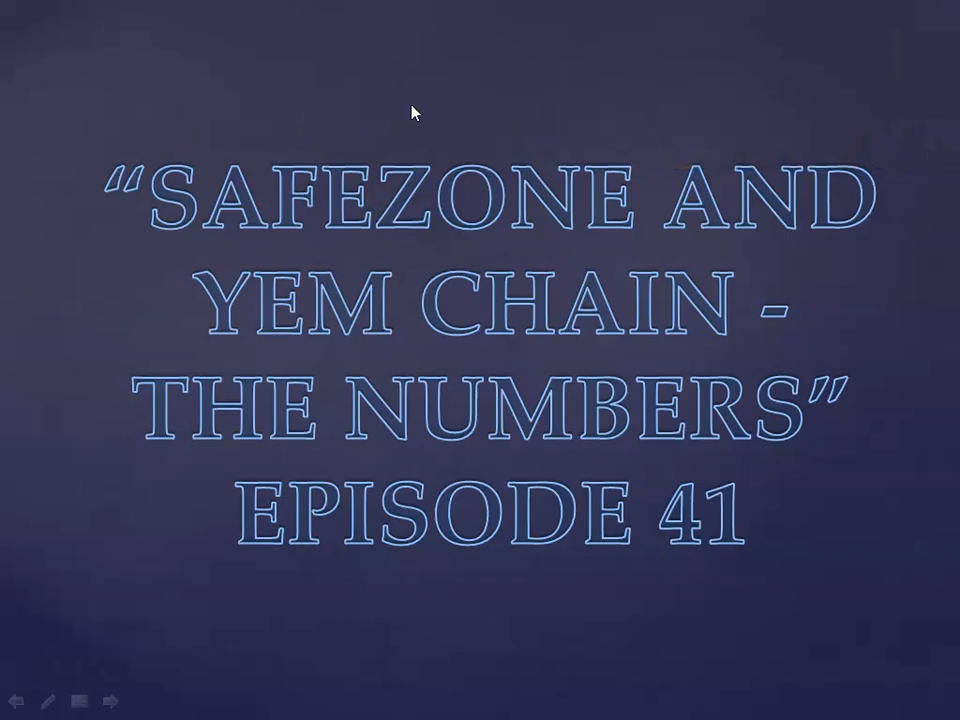 “SAFEZONE AND
YEM CHAIN -
THE NUMBERS”
EPISODE 41